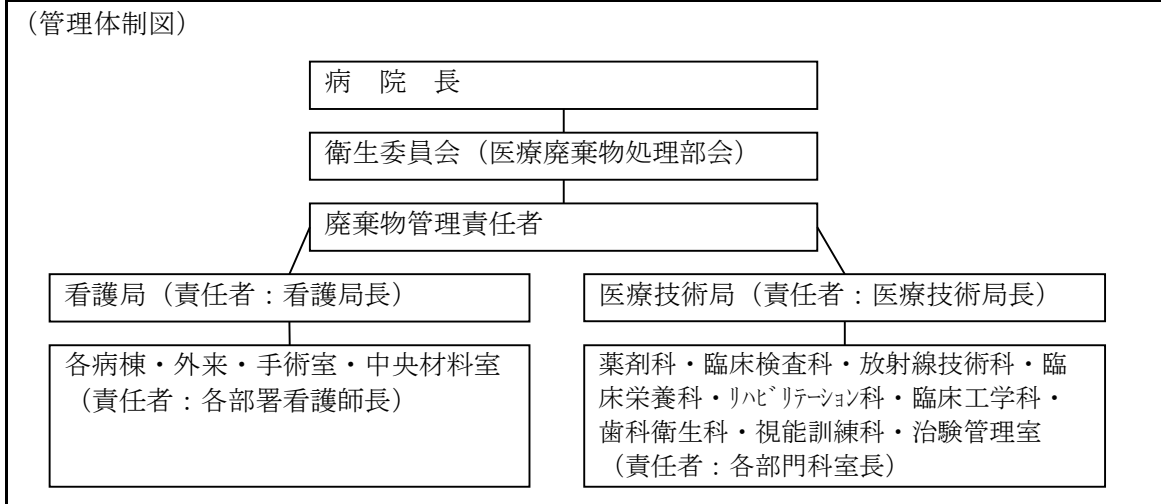 （管理体制図）
病　院　長
衛生委員会（医療廃棄物処理部会）
廃棄物管理責任者
看護局（責任者：看護局長）
医療技術局（責任者：医療技術局長）
各病棟・外来・手術室・中央材料室
（責任者：各部署看護師長）
薬剤科・臨床検査科・放射線技術科・臨
床栄養科・ﾘﾊﾋﾞﾘﾃｰｼｮﾝ科・臨床工学科・
歯科衛生科・視能訓練科・治験管理室
（責任者：各部門科室長）